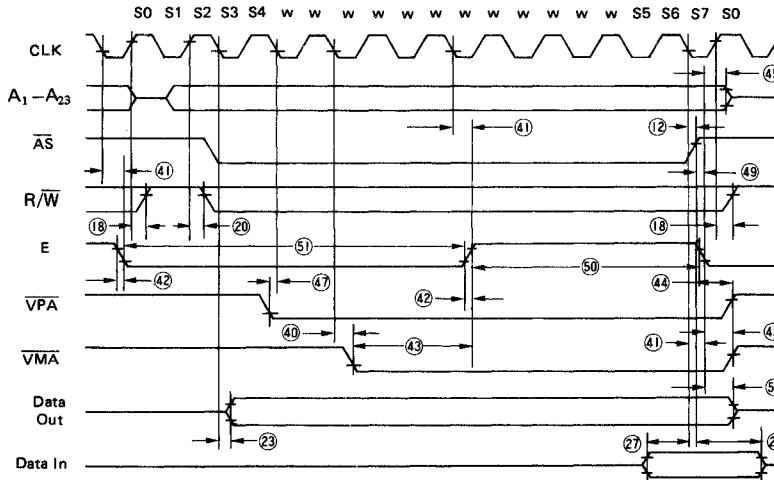 S0 S1 S2 S3 S4 w w w w w w w w w w w w S5 S6 S7 S0
CLK
45
A1–A23
41 12
AS
41 49
R/W
18 20 18
E 51
50
42 47 44
VPA 42
40 43 41
VMA
Data Out
23 27
Data In